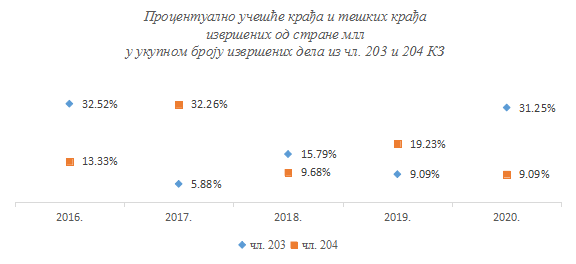 Процентуално учешће крађа и тешких крађа
извршених од стране млл
у укупном броју извршених дела из чл. 203 и 204 КЗ
32.52%
32.26%
31.25%
19.23%
15.79%
13.33%
9.68%
9.09%
9.09%
5.88%
2016. 2017. 2018. 2019. 2020.
чл. 203 чл. 204